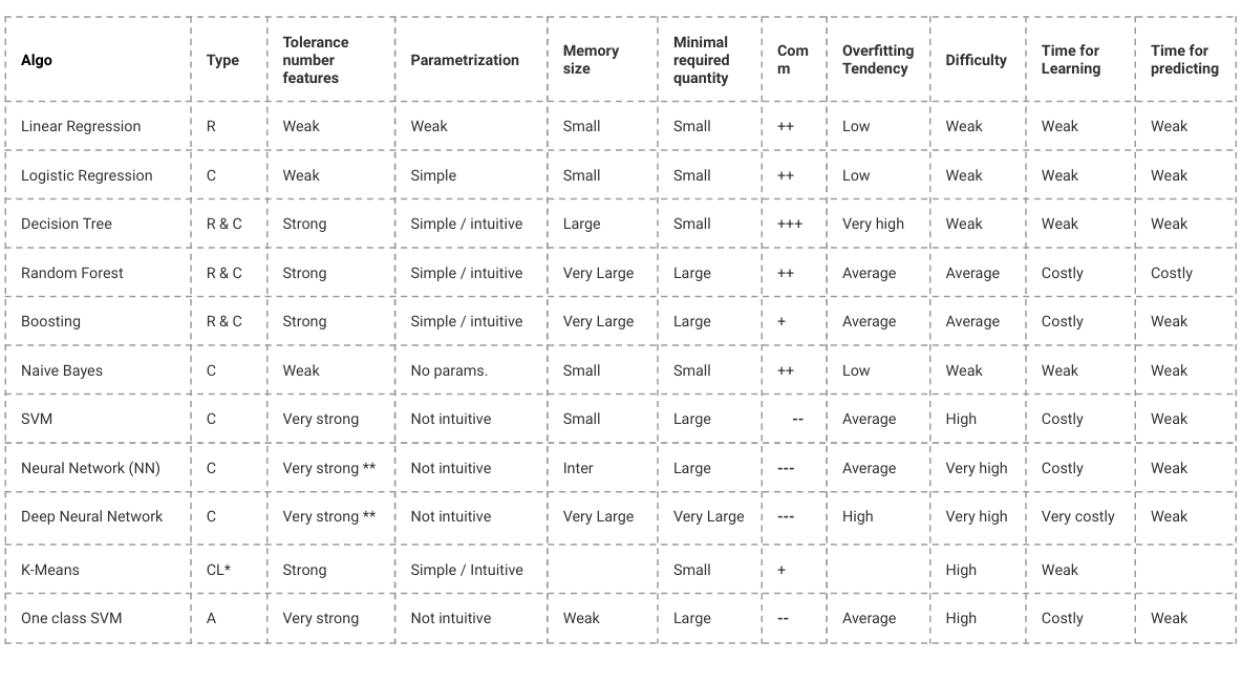 Algo Type Tolerance number features Parametrization Memory size Minimal required quantity Com m Overfitting Tendency Difficulty Time for Learning Time for predicting
Linear Regression R Weak Weak Small Small ++ Low Weak Weak Weak
Logistic Regression C Weak Simple Small Small ++ Low Weak Weak Weak
Decision Tree R & C Strong Simple / intuitive Large Small +++ Very high Weak Weak Weak
Random Forest R & C Strong Simple / intuitive Very Large Large ++ Average Average Costly Costly
Boosting R & C Strong Simple / intuitive Very Large Large + Average Average Costly Weak
Naive Bayes C Weak No params. Small Small ++ Low Weak Weak Weak
SVM C Very strong Not intuitive Small Large -- Average High Costly Weak
Neural Network (NN) C Very strong ** Not intuitive Inter Large --- Average Very high Costly Weak
Deep Neural Network C Very strong ** Not intuitive Very Large Very Large --- High Very high Very costly Weak
K-Means CL* Strong Simple / Intuitive Small + High Weak
One class SVM A Very strong Not intuitive Weak Large -- Average High Costly Weak